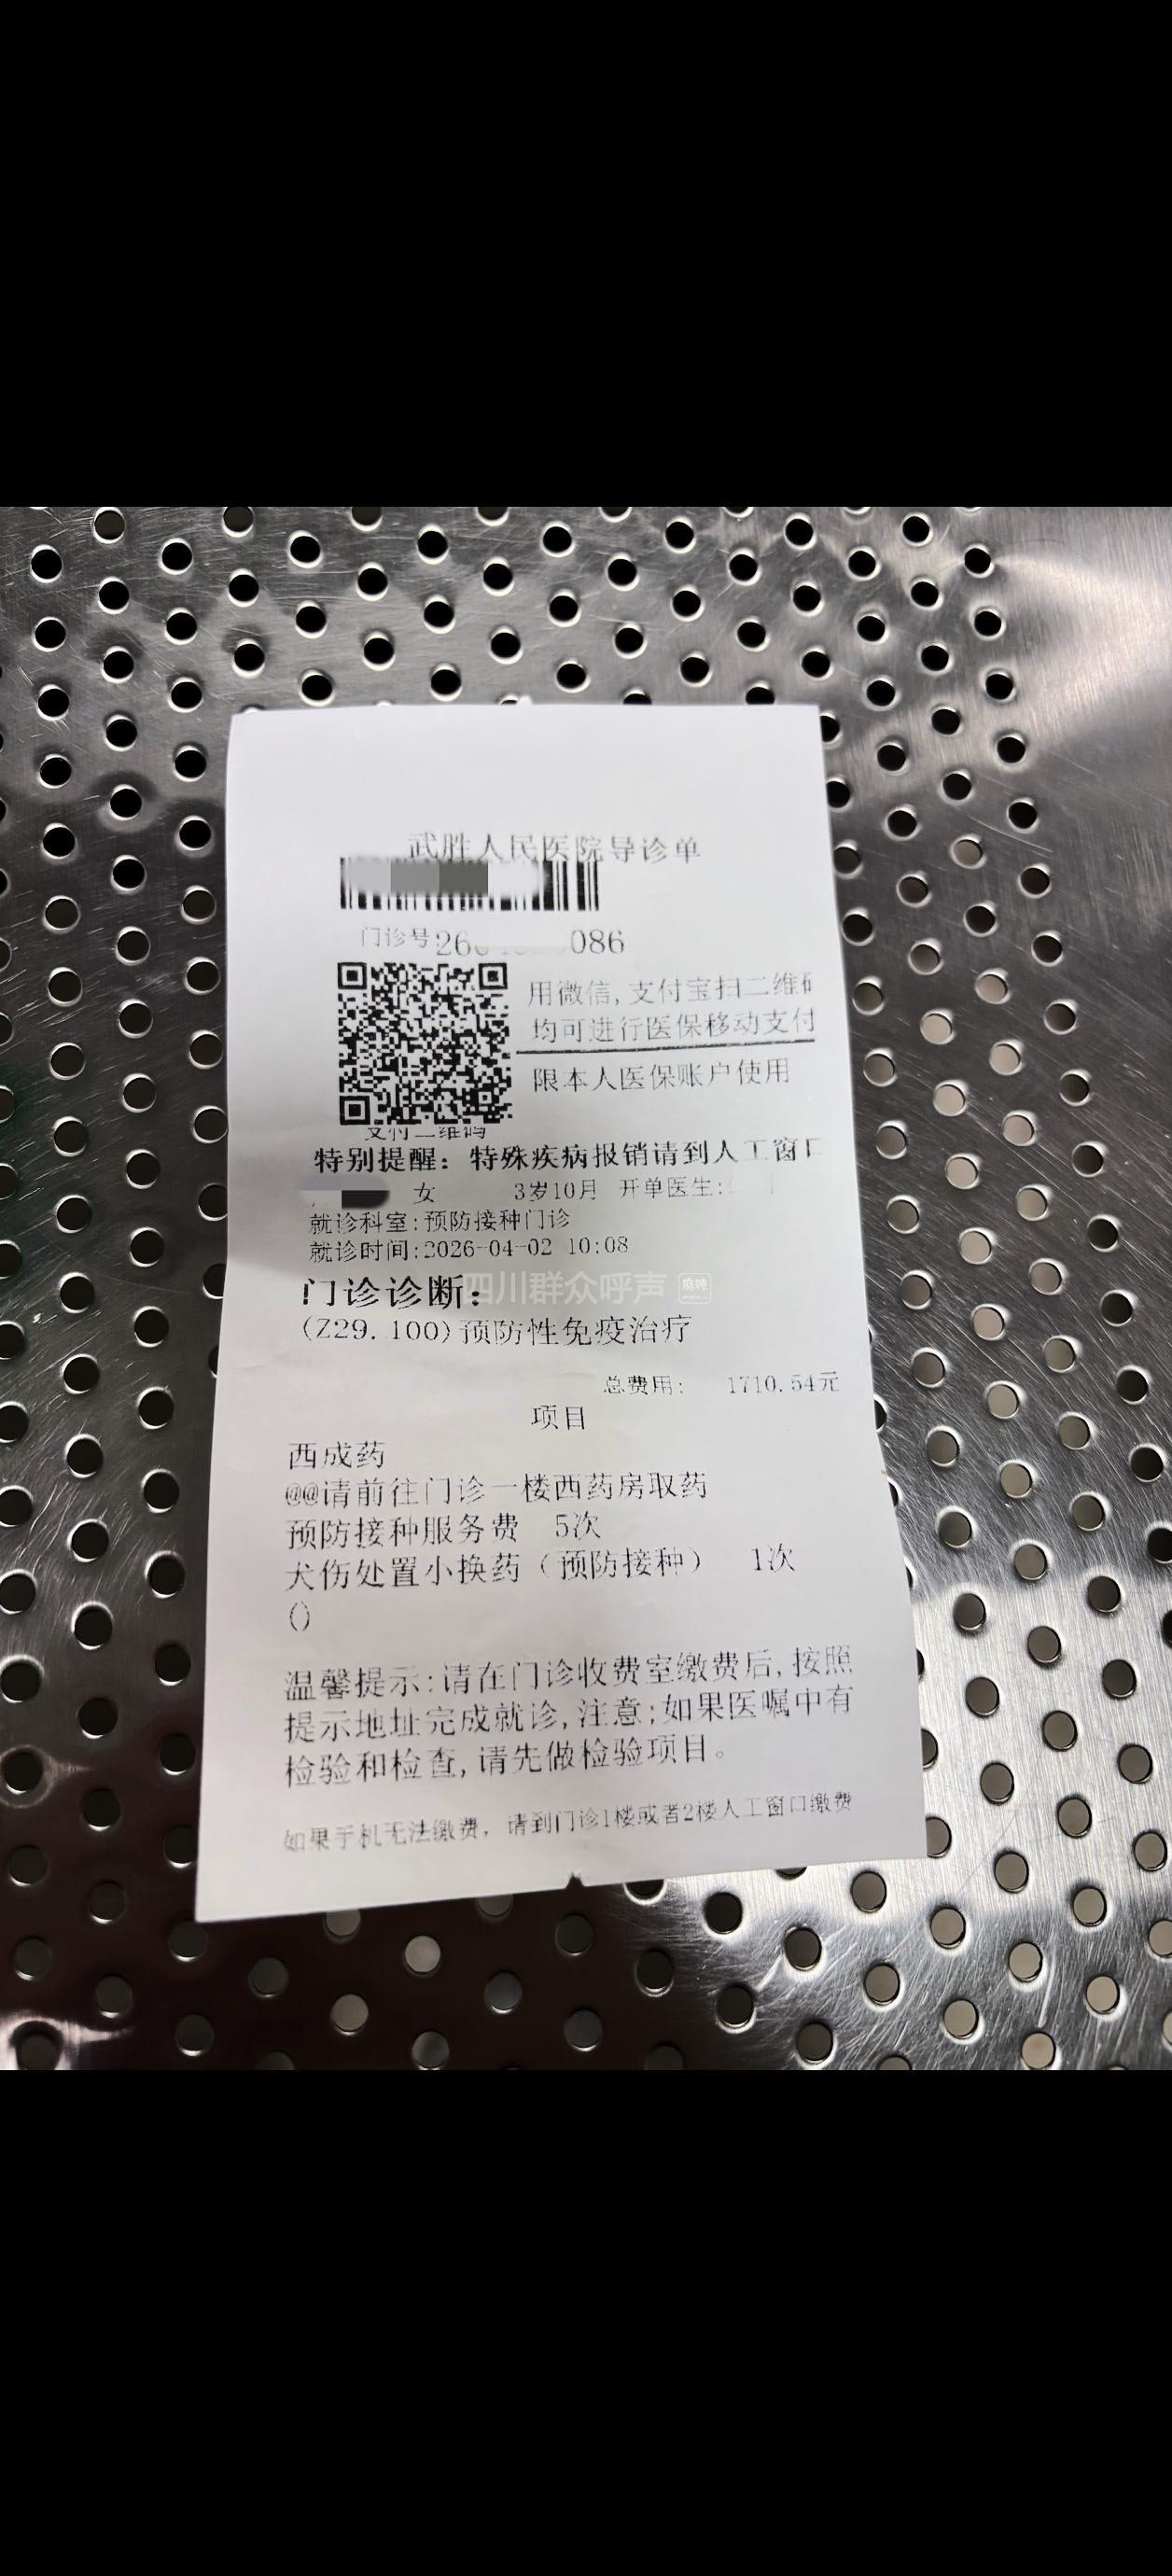 武胜人民医院导诊单
门诊号:26 086
用微信,支付宝扫二维码
均可进行医保移动支付
限本人医保账户使用
支付二维码
特别提醒：特殊疾病报销请到人工窗口
女 3岁10月 开单医生:
就诊科室:预防接种门诊
就诊时间:2026-04-02 10:08
门诊诊断:
四川群众呼声 麻辣
(Z29.100)预防性免疫治疗
总费用: 1710.54元
项目
西成药
@@请前往门诊一楼西药房取药
预防接种服务费 5次
犬伤处置小换药（预防接种） 1次
()
温馨提示:请在门诊收费室缴费后,按照
提示地址完成就诊,注意;如果医嘱中有
检验和检查,请先做检验项目。
如果手机无法缴费，请到门诊1楼或者2楼人工窗口缴费